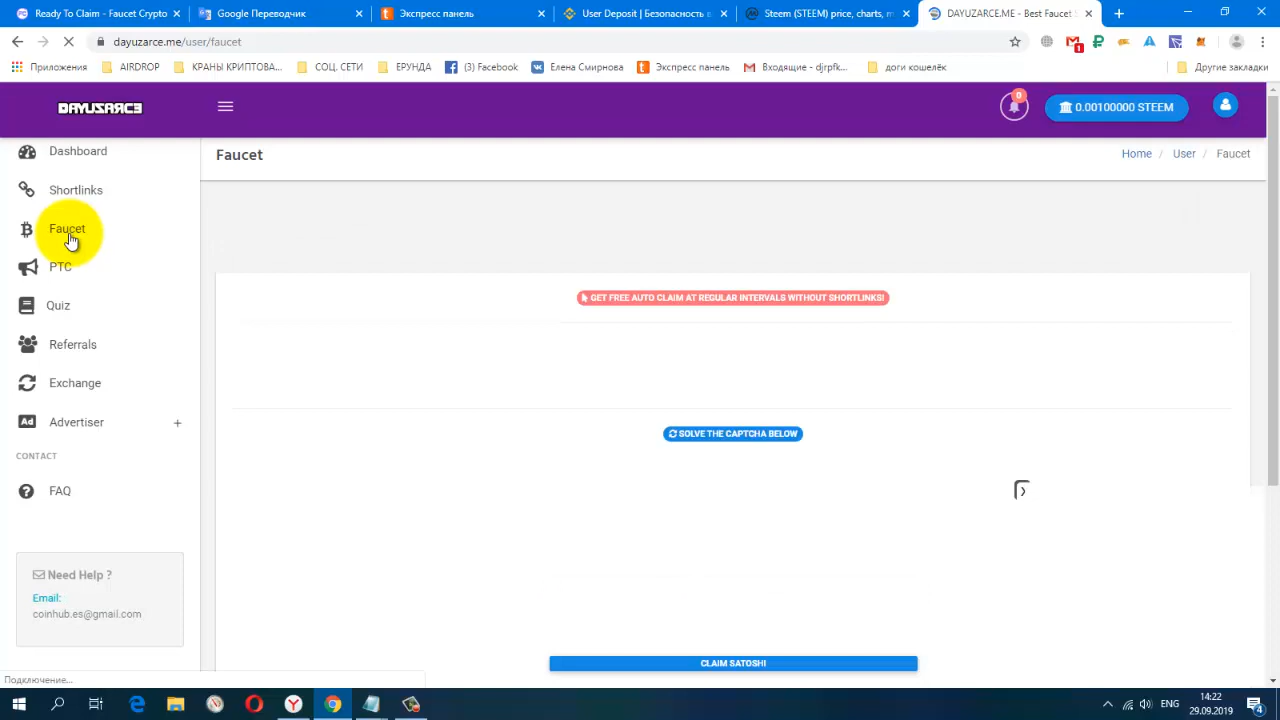 Ready To Claim - Faucet Crypto
Google Переводчик
Экспресс панель
User Deposit | Безопасность в
Steem (STEEM) price, charts, m
DAYUZARCE.ME - Best Faucet S
dayuzarce.me/user/faucet
1
Приложения
AIRDROP
КРАНЫ КРИПТОВА...
СОЦ. СЕТИ
ЕРУНДА
(3) Facebook
Елена Смирнова
Экспресс панель
Входящие - djrpfk...
доги кошелёк
Другие закладки
DAYUZARCE
0
0.00100000 STEEM
Dashboard
Faucet
Home / User / Faucet
Shortlinks
Faucet
PTC
Quiz
Referrals
Exchange
Ad Advertiser +
CONTACT
FAQ
GET FREE AUTO CLAIM AT REGULAR INTERVALS WITHOUT SHORTLINKS!
SOLVE THE CAPTCHA BELOW
Need Help ?
Email:
coinhub.es@gmail.com
CLAIM SATOSHI
Подключение...
ENG
14:22
29.09.2019
4